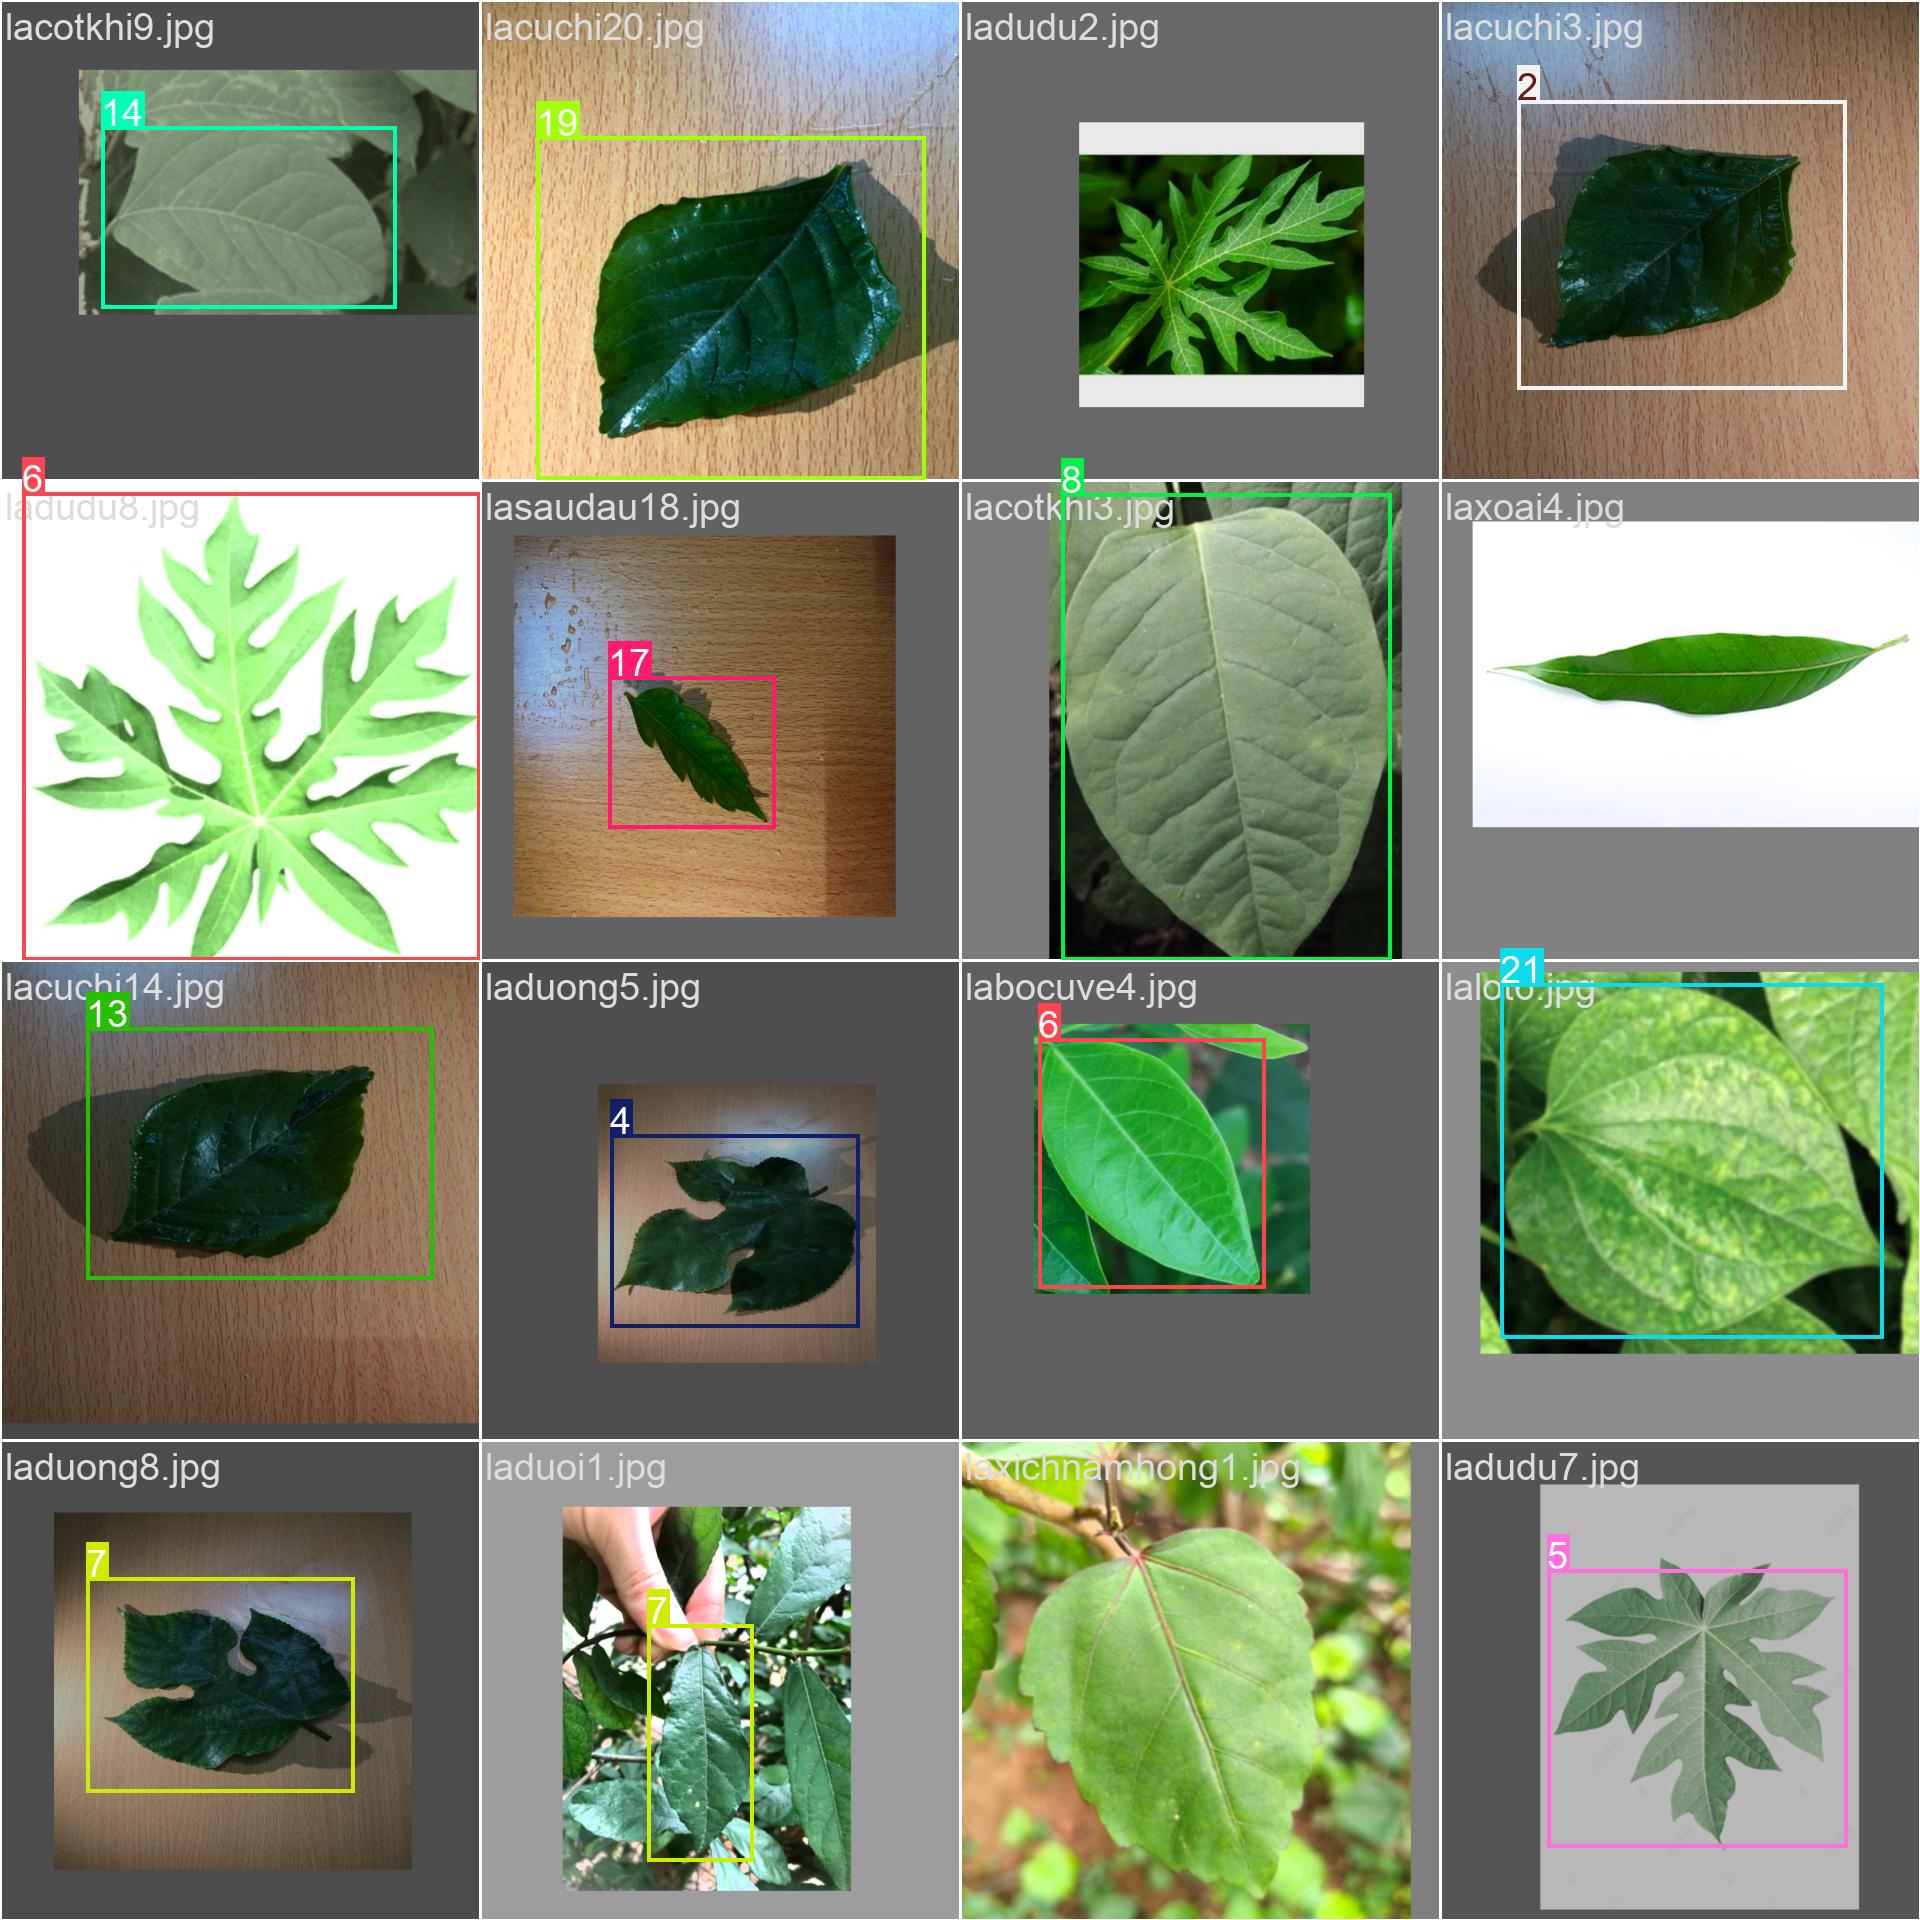 lacotkhi9.jpg
14
lacuchi20.jpg
19
ladudu2.jpg
lacuchi3.jpg
2
ladudu8.jpg
6
lasaudau18.jpg
17
lacotkhi3.jpg
8
laxoai4.jpg
lacuchi14.jpg
13
laduong5.jpg
4
labocuve4.jpg
6
lalot6.jpg
21
laduong8.jpg
7
laduoi1.jpg
7
laxichnamhong1.jpg
ladudu7.jpg
5